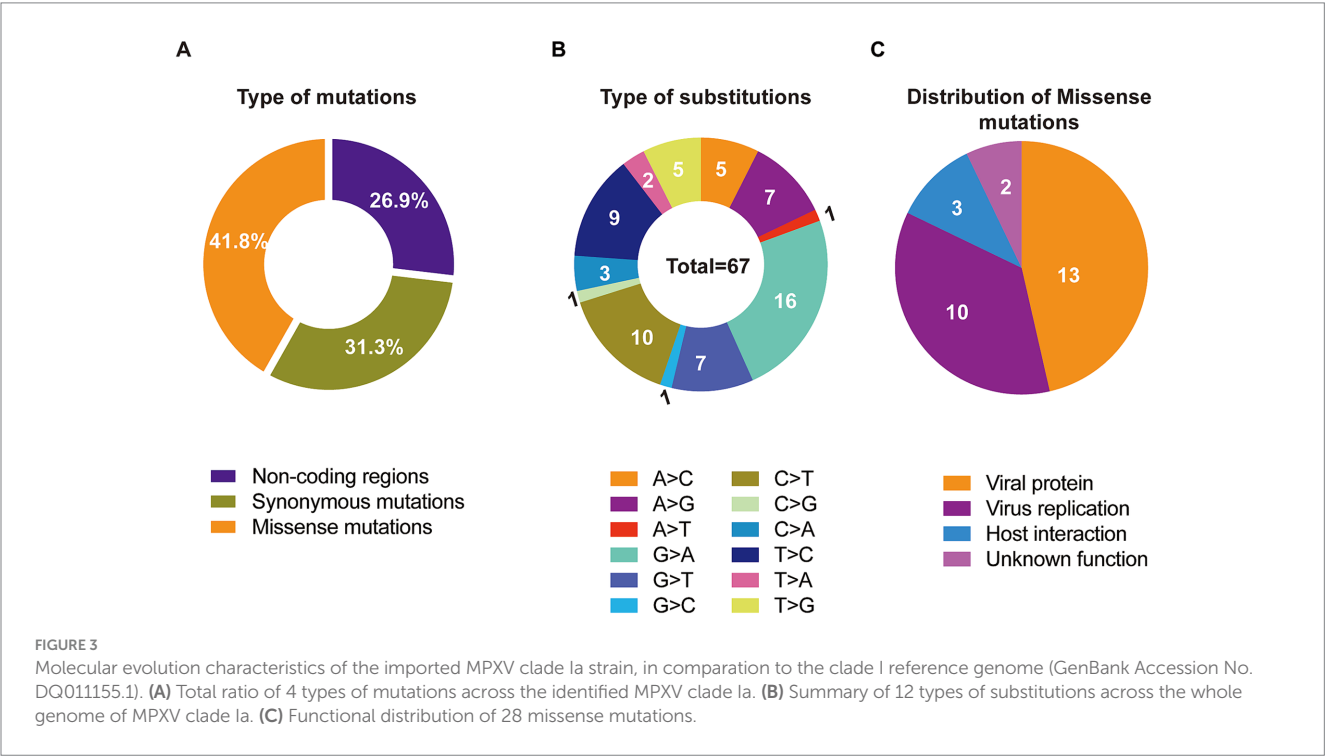 A
B
C
Type of mutations
Type of substitutions
Distribution of Missense
mutations
26.9%
41.8%
31.3%
5
5
2
7
1
9
3
1
16
10
7
1
Total=67
2
3
13
10
Non-coding regions
Synonymous mutations
Missense mutations
A>C
A>G
A>T
G>A
G>T
G>C
C>T
C>G
C>A
T>C
T>A
T>G
Viral protein
Virus replication
Host interaction
Unknown function
FIGURE 3
Molecular evolution characteristics of the imported MPXV clade Ia strain, in comparation to the clade I reference genome (GenBank Accession No.
DQ011155.1). (A) Total ratio of 4 types of mutations across the identified MPXV clade Ia. (B) Summary of 12 types of substitutions across the whole
genome of MPXV clade Ia. (C) Functional distribution of 28 missense mutations.